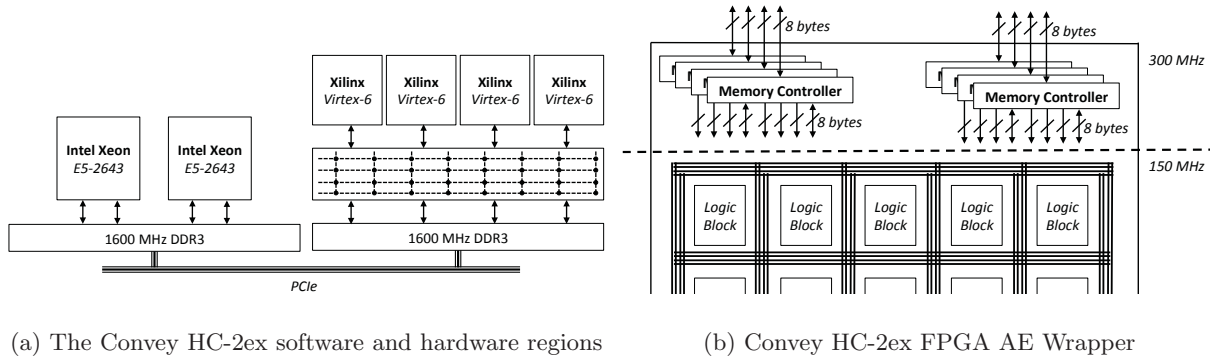 Xilinx
Virtex-6
Xilinx
Virtex-6
Xilinx
Virtex-6
Xilinx
Virtex-6
Intel Xeon
E5-2643
Intel Xeon
E5-2643
1600 MHz DDR3
1600 MHz DDR3
PCIe
(a) The Convey HC-2ex software and hardware regions
8 bytes
8 bytes
300 MHz
Memory Controller
Memory Controller
8 bytes
8 bytes
150 MHz
Logic
Block
Logic
Block
Logic
Block
Logic
Block
Logic
Block
(b) Convey HC-2ex FPGA AE Wrapper